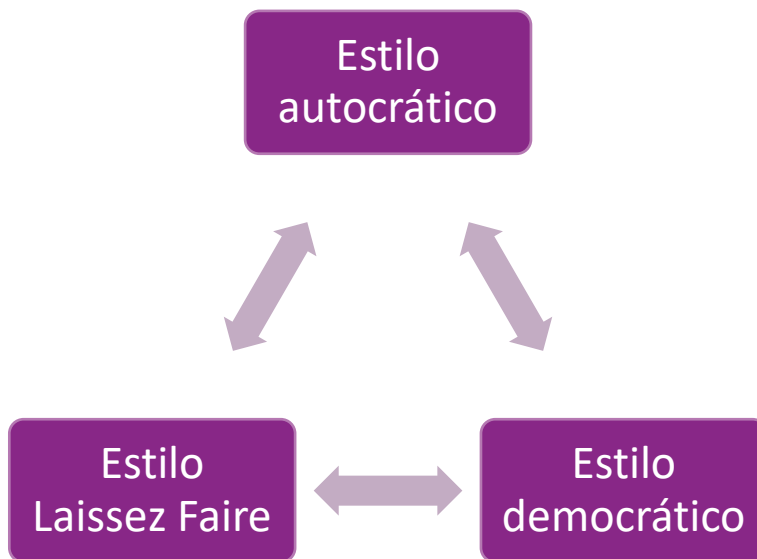 Estilo
autocrático
Estilo
Laissez Faire
Estilo
democrático